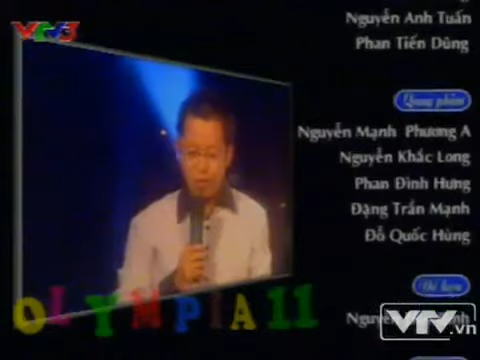 VTV3
Nguyễn Anh Tuấn
Phan Tiến Dũng
Quay phim
Nguyễn Mạnh Phương A
Nguyễn Khắc Long
Phan Đình Hưng
Đặng Trần Mạnh
Đỗ Quốc Hùng
OLYMPIA 11
VTV.vn